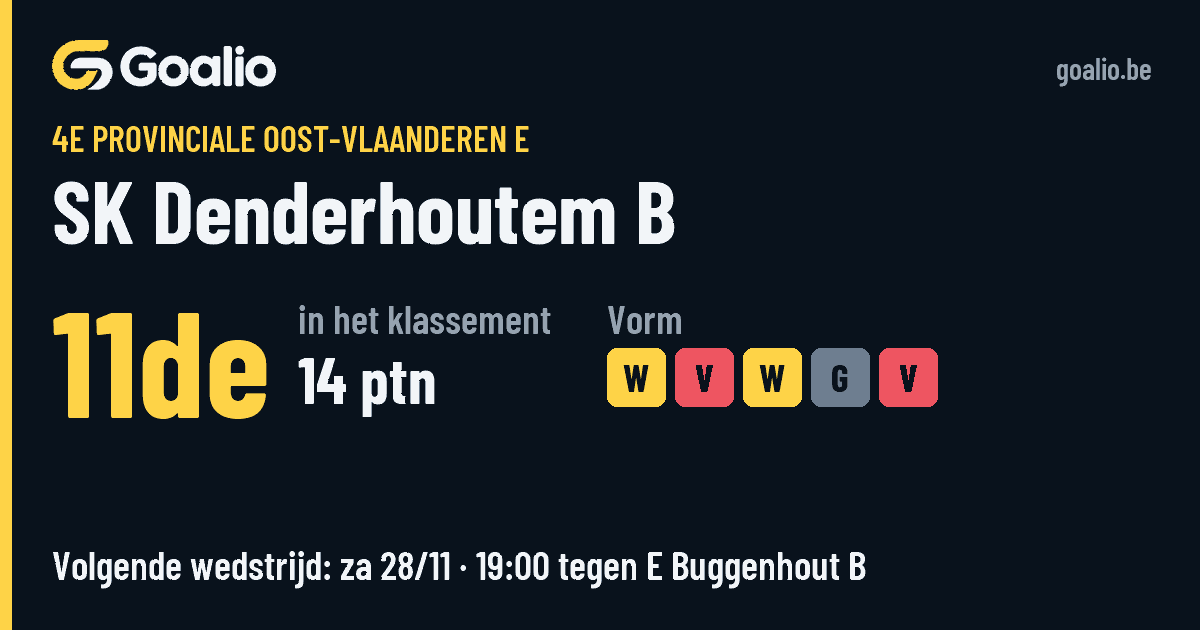 Goalio
goalio.be
4E PROVINCIALE OOST-VLAANDEREN E
SK Denderhoutem B
11de
in het klassement
14 ptn
Vorm
W V W G V
Volgende wedstrijd: za 28/11 · 19:00 tegen E Buggenhout B